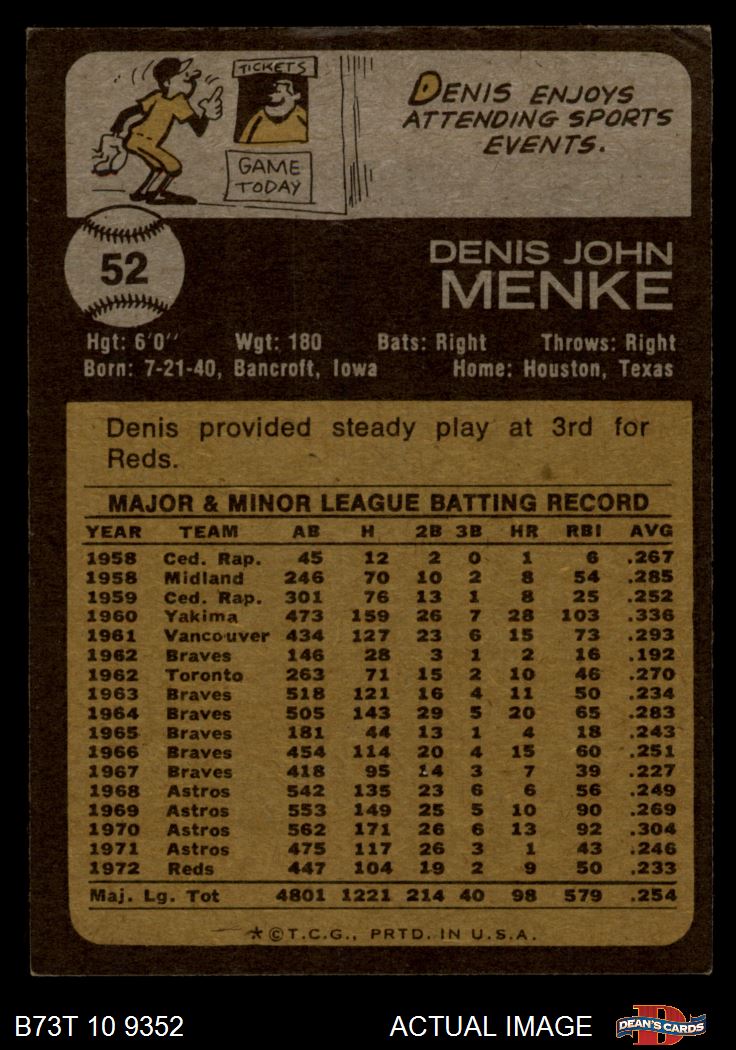 TICKETS
GAME
TODAY
DENIS ENJOYS
ATTENDING SPORTS
EVENTS.
52
DENIS JOHN
MENKE
Hgt: 6'0'' Wgt: 180 Bats: Right Throws: Right
Born: 7-21-40, Bancroft, Iowa Home: Houston, Texas
Denis provided steady play at 3rd for
Reds.
MAJOR & MINOR LEAGUE BATTING RECORD
YEAR TEAM AB H 2B 3B HR RBI AVG
1958 Ced. Rap. 45 12 2 0 1 6 .267
1958 Midland 246 70 10 2 8 54 .285
1959 Ced. Rap. 301 76 13 1 8 25 .252
1960 Yakima 473 159 26 7 28 103 .336
1961 Vancouver 434 127 23 6 15 73 .293
1962 Braves 146 28 3 1 2 16 .192
1962 Toronto 263 71 15 2 10 46 .270
1963 Braves 518 121 16 4 11 50 .234
1964 Braves 505 143 29 5 20 65 .283
1965 Braves 181 44 13 1 4 18 .243
1966 Braves 454 114 20 4 15 60 .251
1967 Braves 418 95 14 3 7 39 .227
1968 Astros 542 135 23 6 6 56 .249
1969 Astros 553 149 25 5 10 90 .269
1970 Astros 562 171 26 6 13 92 .304
1971 Astros 475 117 26 3 1 43 .246
1972 Reds 447 104 19 2 9 50 .233
Maj. Lg. Tot 4801 1221 214 40 98 579 .254
★©T.C.G., PRTD. IN U.S.A.
B73T 10 9352 ACTUAL IMAGE D DEAN'S CARDS